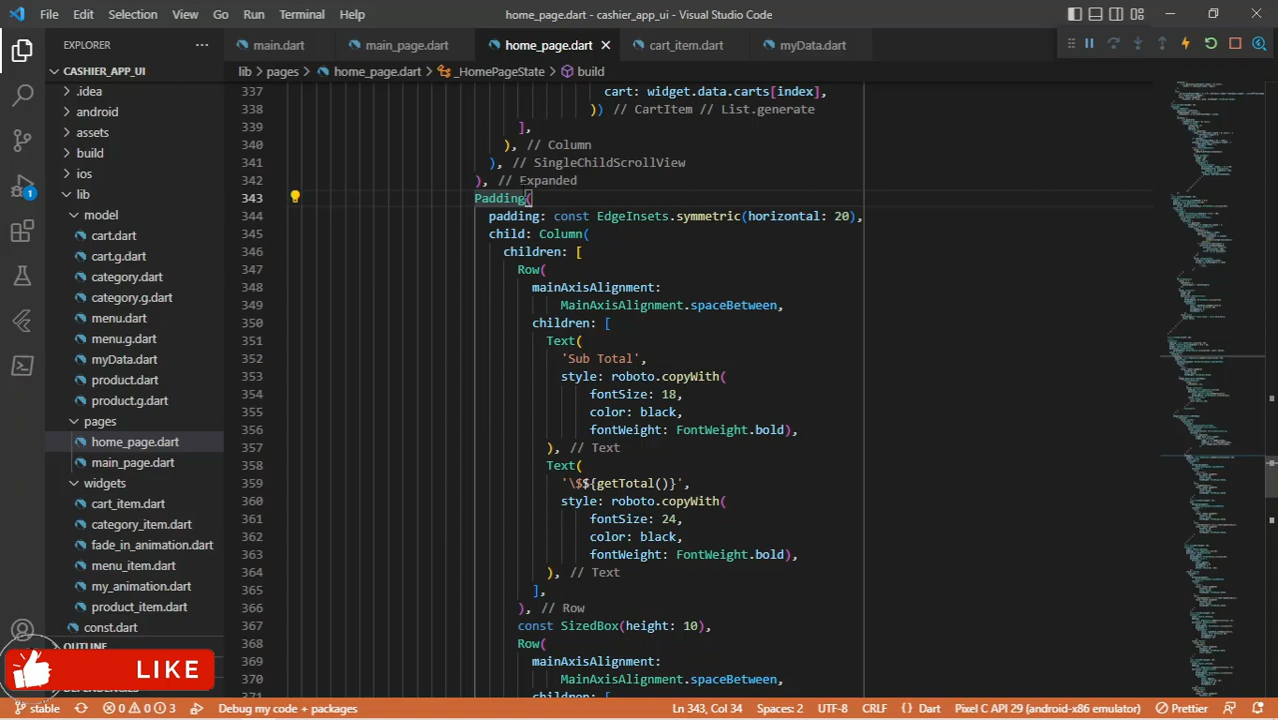 File Edit Selection View Go Run Terminal Help
home_page.dart - cashier_app_ui - Visual Studio Code
EXPLORER
main.dart
main_page.dart
home_page.dart
cart_item.dart
myData.dart
CASHIER_APP_UI
lib > pages > home_page.dart > _HomePageState > build
.idea
android
assets
build
ios
lib
model
cart.dart
cart.g.dart
category.dart
category.g.dart
menu.dart
menu.g.dart
myData.dart
product.dart
product.g.dart
pages
home_page.dart
main_page.dart
widgets
cart_item.dart
category_item.dart
fade_in_animation.dart
menu_item.dart
my_animation.dart
product_item.dart
const.dart
OUTLINE
1
LIKE
337 cart: widget.data.carts[index],
338 )) // CartItem // List.generate
339 ],
340 ), // Column
341 ), // SingleChildScrollView
342 ), // Expanded
343 Padding(
344 padding: const EdgeInsets.symmetric(horizontal: 20),
345 child: Column(
346 children: [
347 Row(
348 mainAxisAlignment:
349 MainAxisAlignment.spaceBetween,
350 children: [
351 Text(
352 'Sub Total',
353 style: roboto.copyWith(
354 fontSize: 18,
355 color: black,
356 fontWeight: FontWeight.bold),
357 ), // Text
358 Text(
359 '\$${getTotal()}',
360 style: roboto.copyWith(
361 fontSize: 24,
362 color: black,
363 fontWeight: FontWeight.bold),
364 ), // Text
365 ],
366 ), // Row
367 const SizedBox(height: 10),
368 Row(
369 mainAxisAlignment:
370 MainAxisAlignment.spaceBetween,
371 children: [
stable 0 0 3 Debug my code + packages Ln 343, Col 34 Spaces: 2 UTF-8 CRLF {} Dart Pixel C API 29 (android-x86 emulator) Prettier